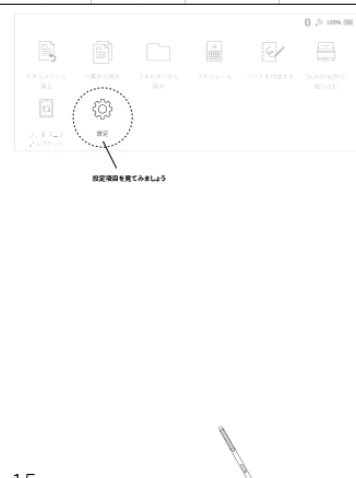 100%
ドキュメントに
戻る
一覧から探す
フォルダーから
探す
スケジュール
ノートを作成する
ScanSnapから
取り込む
設定
設定項目を見てみましょう
15